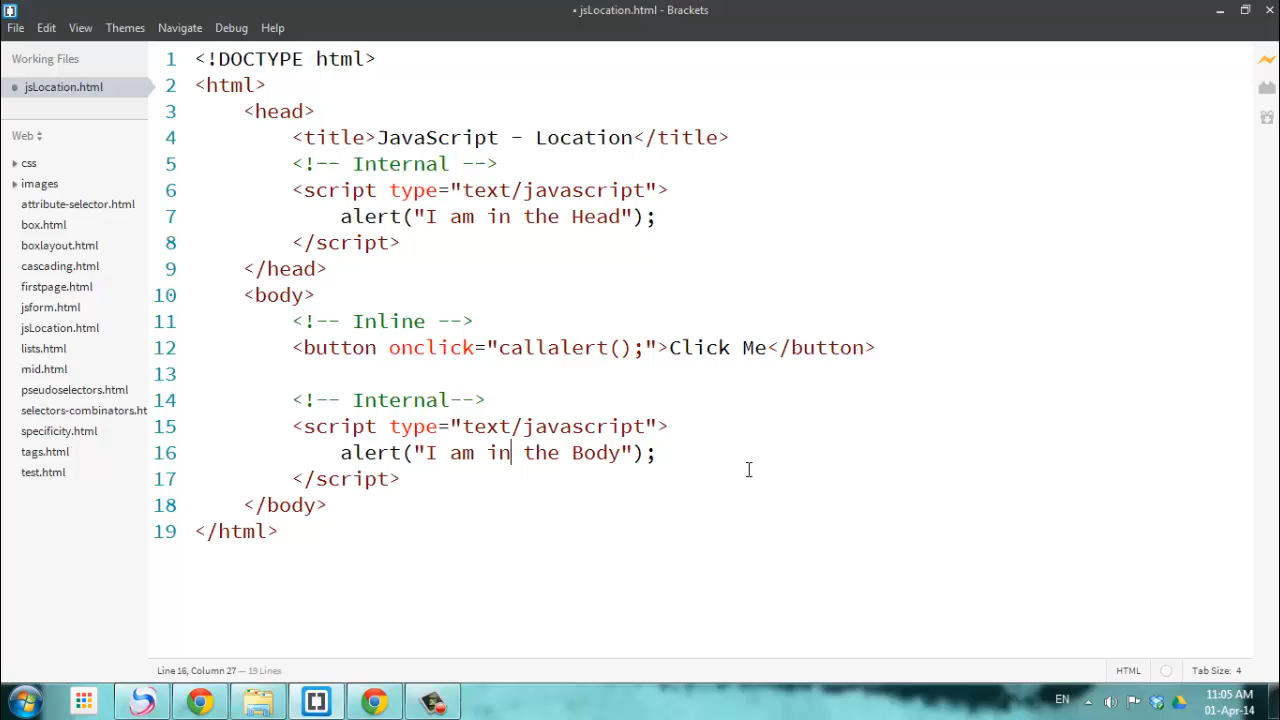 • jsLocation.html - Brackets
File Edit View Themes Navigate Debug Help
Working Files
jsLocation.html
Web
css
images
attribute-selector.html
box.html
boxlayout.html
cascading.html
firstpage.html
jsform.html
jsLocation.html
lists.html
mid.html
pseudoselectors.html
selectors-combinators.ht
specificity.html
tags.html
test.html
1 <!DOCTYPE html>
2 <html>
3 <head>
4 <title>JavaScript - Location</title>
5 <!-- Internal -->
6 <script type="text/javascript">
7 alert("I am in the Head");
8 </script>
9 </head>
10 <body>
11 <!-- Inline -->
12 <button onclick="callalert();">Click Me</button>
13
14 <!-- Internal-->
15 <script type="text/javascript">
16 alert("I am in the Body");
17 </script>
18 </body>
19 </html>
Line 16, Column 27 — 19 Lines
HTML
Tab Size: 4
EN
11:05 AM
01-Apr-14